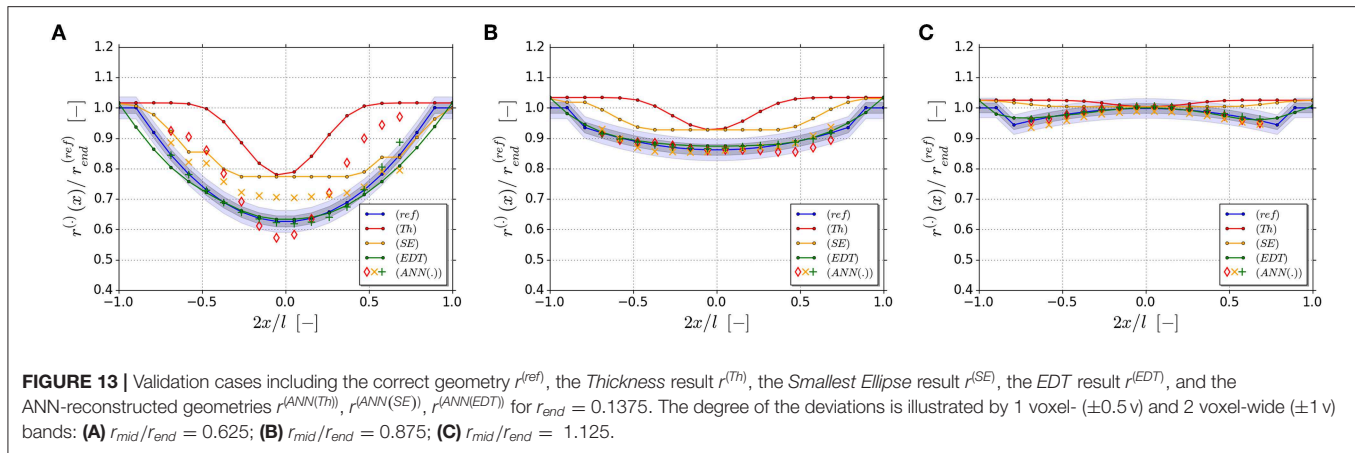 A
1.2
1.1
1.0
0.9
0.8
0.7
0.6
0.5
0.4
−1.0 −0.5 0.0 0.5 1.0
2x/l [−]
r^(.) (x)/ r_end^(ref) [−]
(ref)
(Th)
(SE)
(EDT)
(ANN(.))
B
1.2
1.1
1.0
0.9
0.8
0.7
0.6
0.5
0.4
−1.0 −0.5 0.0 0.5 1.0
2x/l [−]
r^(.) (x)/ r_end^(ref) [−]
(ref)
(Th)
(SE)
(EDT)
(ANN(.))
C
1.2
1.1
1.0
0.9
0.8
0.7
0.6
0.5
0.4
−1.0 −0.5 0.0 0.5 1.0
2x/l [−]
r^(.) (x)/ r_end^(ref) [−]
(ref)
(Th)
(SE)
(EDT)
(ANN(.))
FIGURE 13 | Validation cases including the correct geometry r^(ref), the Thickness result r^(Th), the Smallest Ellipse result r^(SE), the EDT result r^(EDT), and the
ANN-reconstructed geometries r^(ANN(Th)), r^(ANN(SE)), r^(ANN(EDT)) for r_end = 0.1375. The degree of the deviations is illustrated by 1 voxel- (±0.5 v) and 2 voxel-wide (±1 v)
bands: (A) r_mid/r_end = 0.625; (B) r_mid/r_end = 0.875; (C) r_mid/r_end = 1.125.